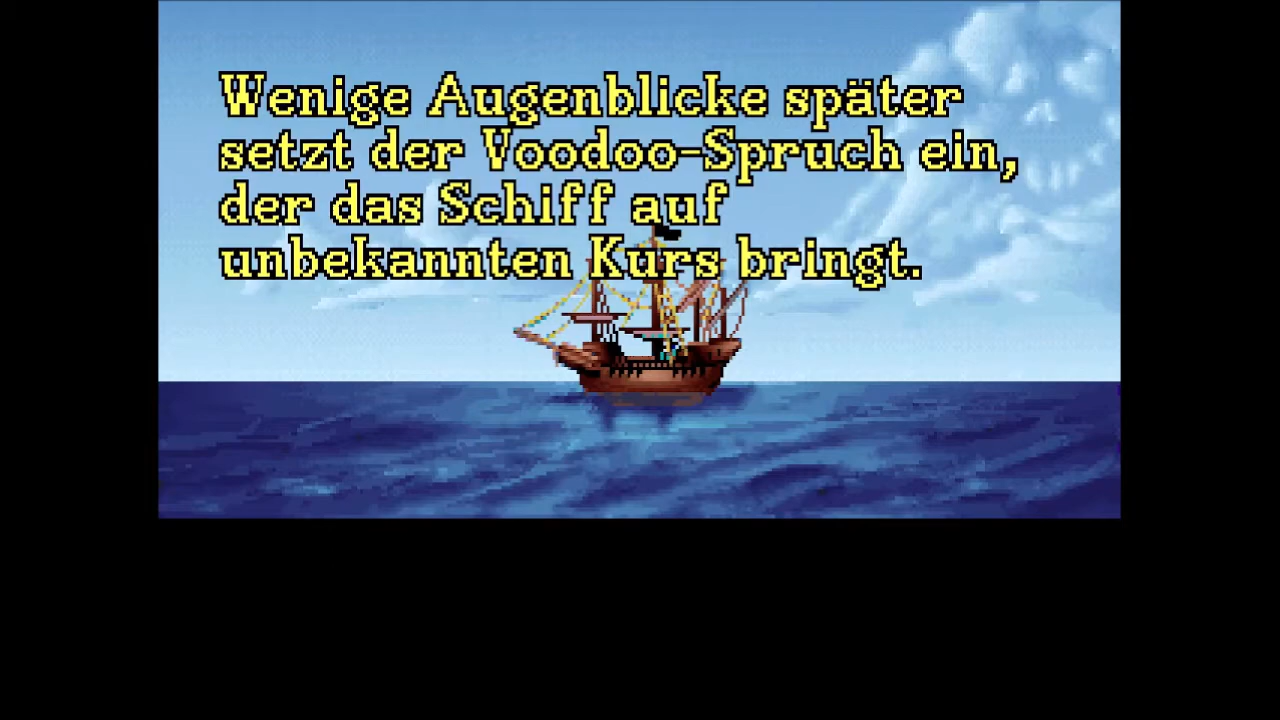 Wenige Augenblicke später
setzt der Voodoo-Spruch ein,
der das Schiff auf
unbekannten Kurs bringt.